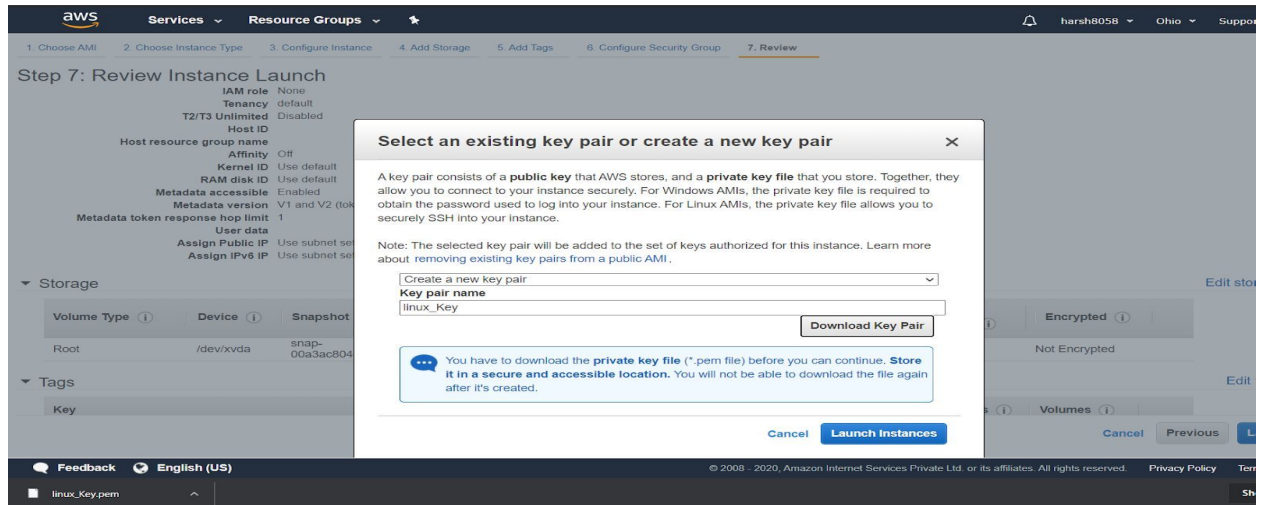 aws Services Resource Groups harsh8058 Ohio Suppor
1. Choose AMI 2. Choose Instance Type 3. Configure Instance 4. Add Storage 5. Add Tags 6. Configure Security Group 7. Review
Step 7: Review Instance Launch
IAM role None
Tenancy default
T2/T3 Unlimited Disabled
Host ID
Host resource group name
Affinity Off
Kernel ID Use default
RAM disk ID Use default
Metadata accessible Enabled
Metadata version V1 and V2 (tok
Metadata token response hop limit 1
User data
Assign Public IP Use subnet set
Assign IPv6 IP Use subnet set
Storage Edit stor
Volume Type Device Snapshot Encrypted
Root /dev/xvda snap-
00a3ac804 Not Encrypted
Tags Edit
Key s Volumes
Select an existing key pair or create a new key pair
A key pair consists of a public key that AWS stores, and a private key file that you store. Together, they
allow you to connect to your instance securely. For Windows AMIs, the private key file is required to
obtain the password used to log into your instance. For Linux AMIs, the private key file allows you to
securely SSH into your instance.
Note: The selected key pair will be added to the set of keys authorized for this instance. Learn more
about removing existing key pairs from a public AMI.
Create a new key pair
Key pair name
linux_Key
Download Key Pair
You have to download the private key file (*.pem file) before you can continue. Store
it in a secure and accessible location. You will not be able to download the file again
after it's created.
Cancel Launch Instances
Cancel Previous L
Feedback English (US) © 2008 - 2020, Amazon Internet Services Private Ltd. or its affiliates. All rights reserved. Privacy Policy Ter
linux_Key.pem Sh